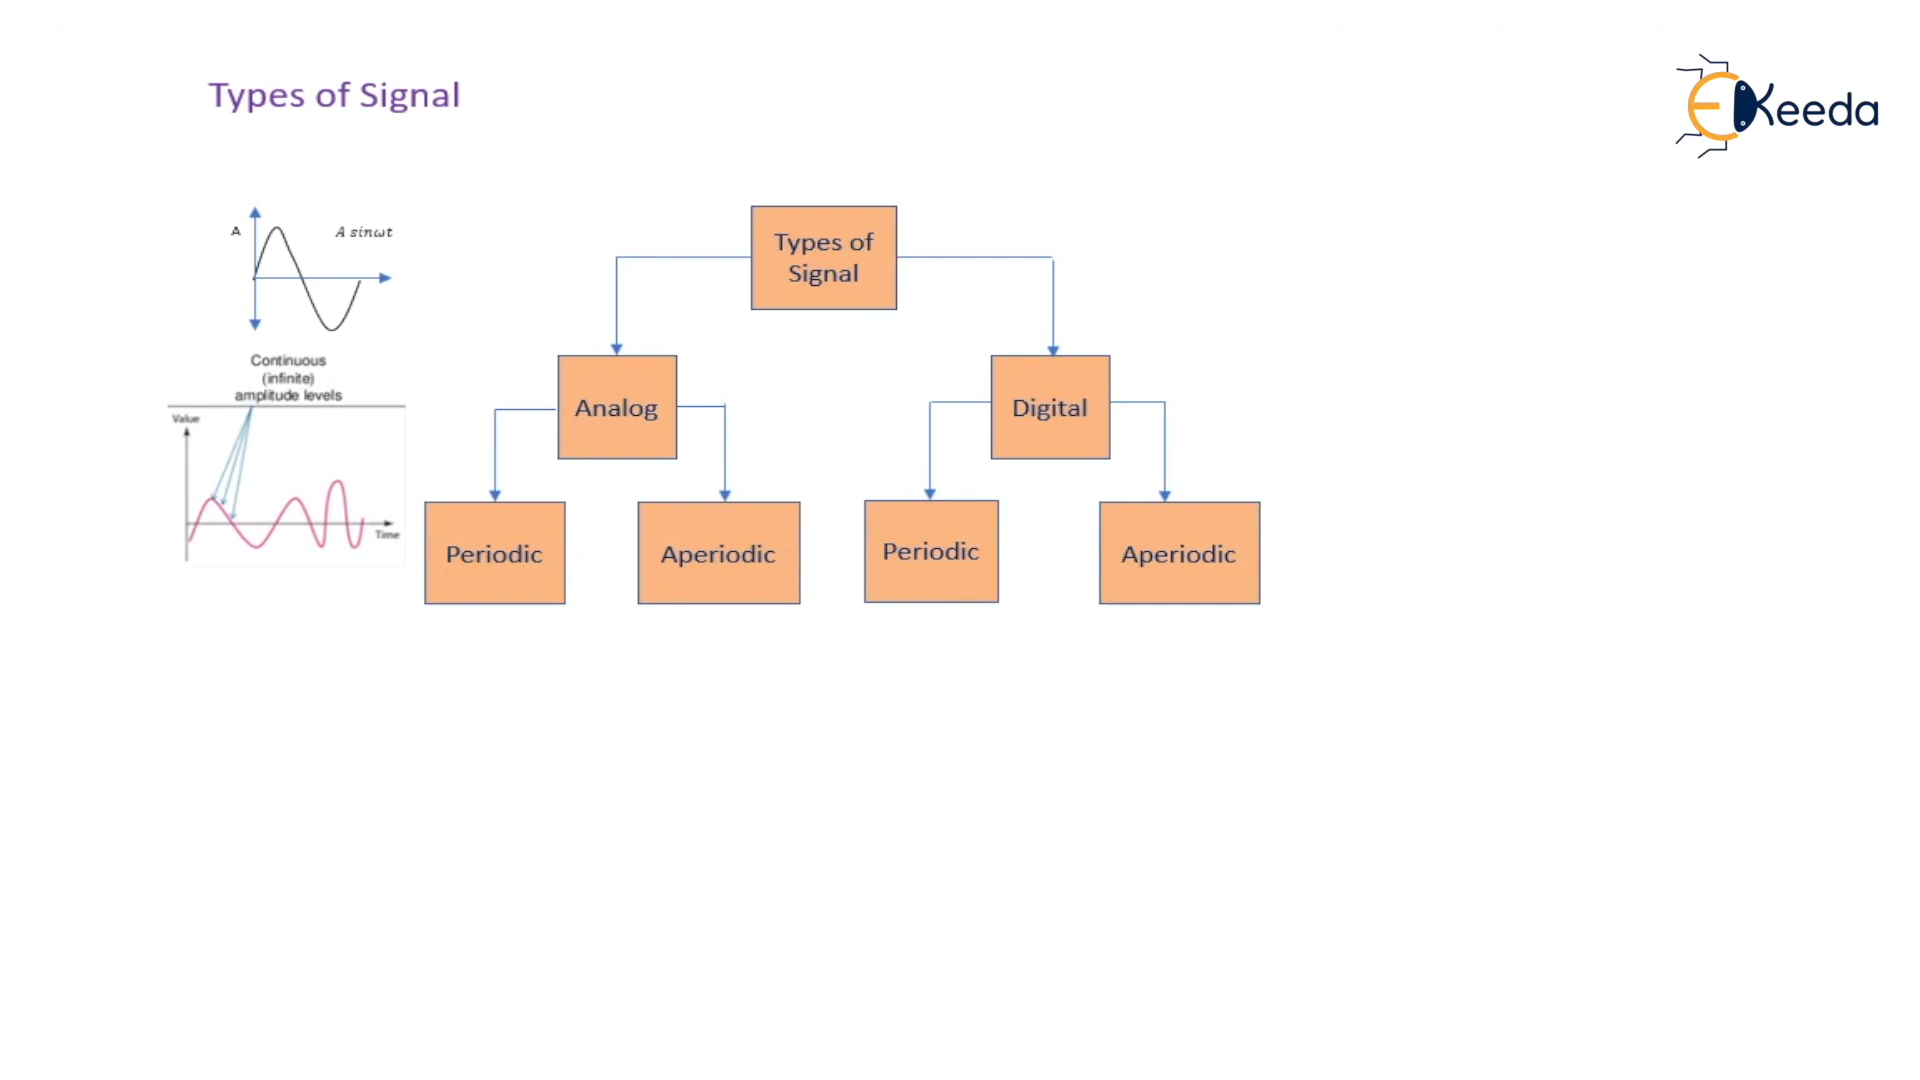 Types of Signal
EKeeda
A
A sinωt
Continuous
(infinite)
amplitude levels
Value
Time
Types of
Signal
Analog
Digital
Periodic
Aperiodic
Periodic
Aperiodic